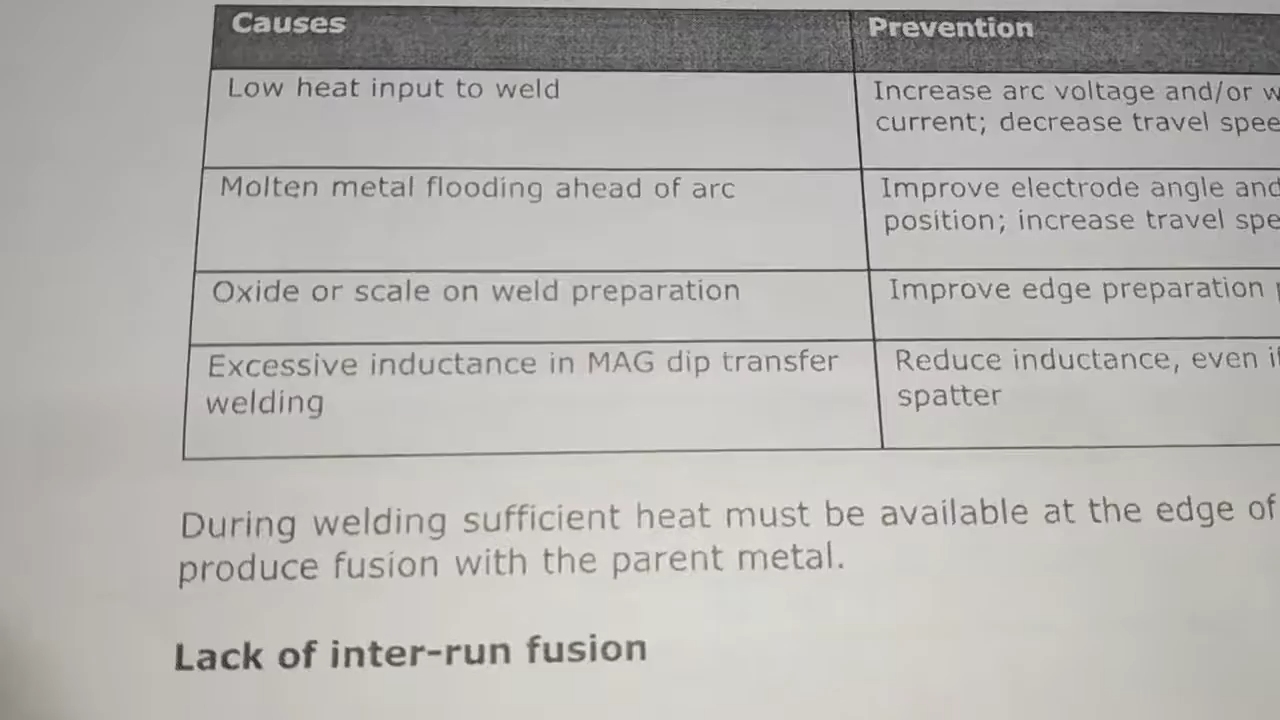 Causes
Prevention
Low heat input to weld
Increase arc voltage and/or
current; decrease travel
Molten metal flooding ahead of arc
Improve electrode angle and
position; increase travel
Oxide or scale on weld preparation
Improve edge preparation
Excessive inductance in MAG dip transfer
welding
Reduce inductance, even
spatter
During welding sufficient heat must be available at the edge of
produce fusion with the parent metal.
Lack of inter-run fusion